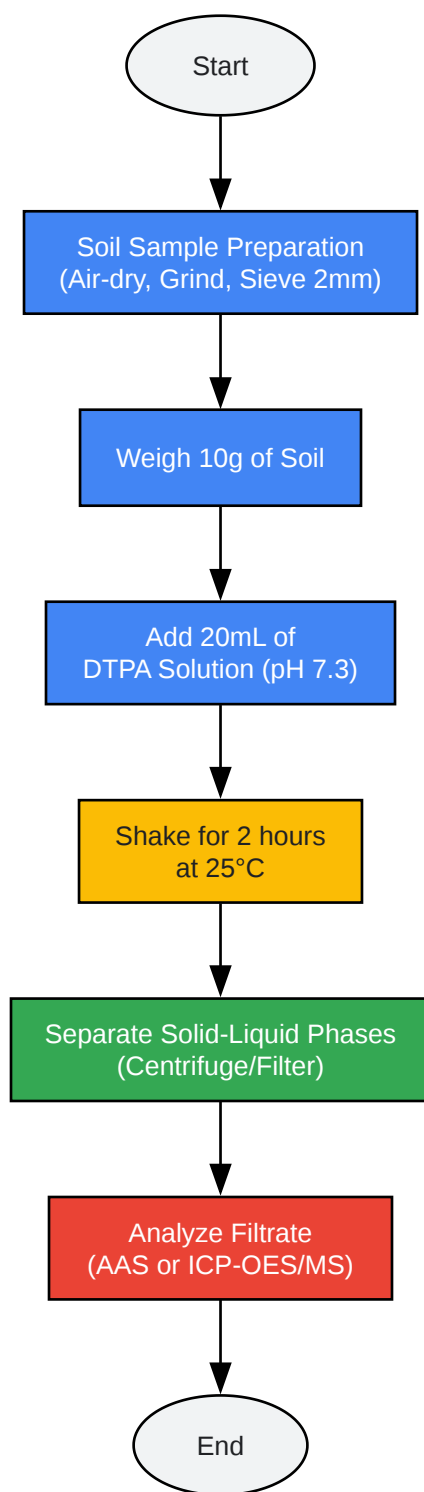 Start
Soil Sample Preparation
(Air-dry, Grind, Sieve 2mm)
Weigh 10g of Soil
Add 20mL of
DTPA Solution (pH 7.3)
Shake for 2 hours
at 25°C
Separate Solid-Liquid Phases
(Centrifuge/Filter)
Analyze Filtrate
(AAS or ICP-OES/MS)
End